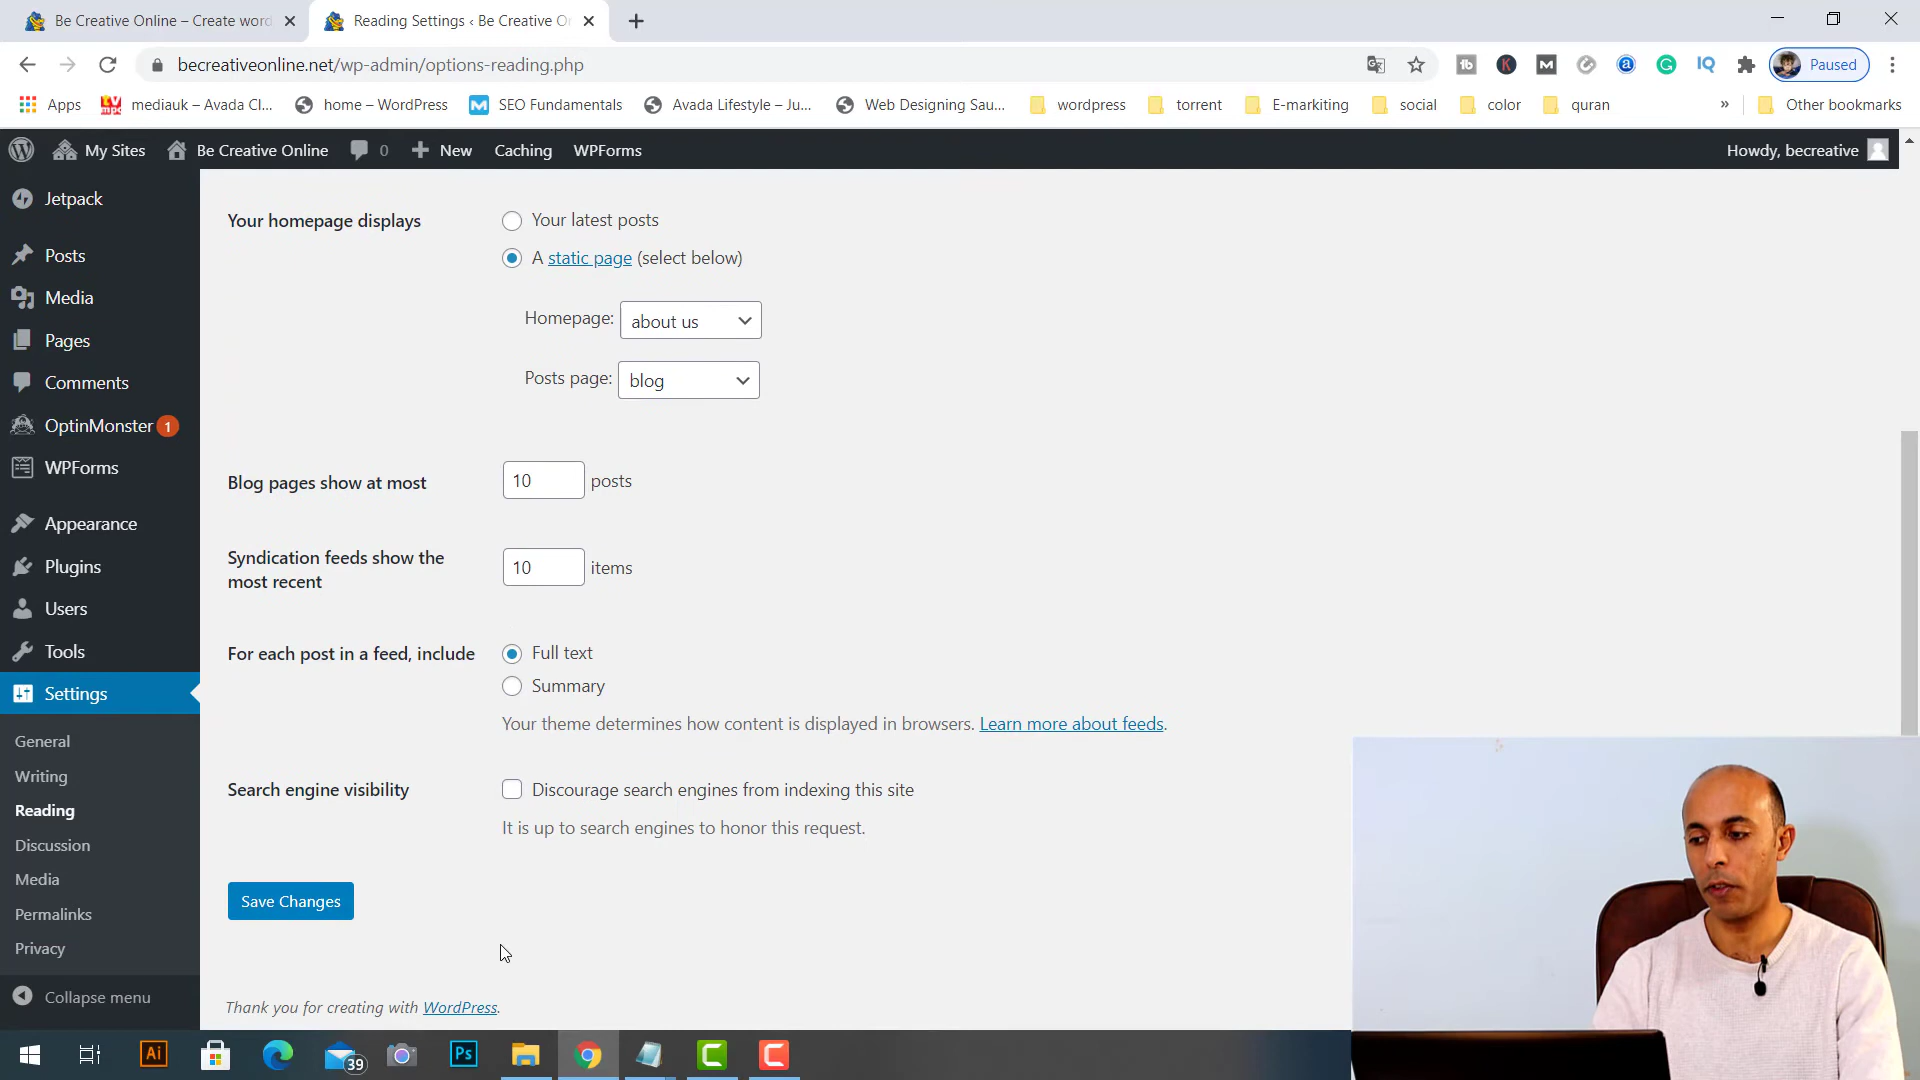 Be Creative Online – Create word
Reading Settings ‹ Be Creative O
becreativeonline.net/wp-admin/options-reading.php
Paused
Apps
mediauk – Avada Cl...
home – WordPress
SEO Fundamentals
Avada Lifestyle – Ju...
Web Designing Sau...
wordpress
torrent
E-markiting
social
color
quran
»
Other bookmarks
My Sites
Be Creative Online
0
New
Caching
WPForms
Howdy, becreative
Jetpack
Posts
Media
Pages
Comments
OptinMonster 1
WPForms
Appearance
Plugins
Users
Tools
Settings
General
Writing
Reading
Discussion
Media
Permalinks
Privacy
Collapse menu
Your homepage displays
Your latest posts
A static page (select below)
Homepage: about us
Posts page: blog
Blog pages show at most
10 posts
Syndication feeds show the
most recent
10 items
For each post in a feed, include
Full text
Summary
Your theme determines how content is displayed in browsers. Learn more about feeds.
Search engine visibility
Discourage search engines from indexing this site
It is up to search engines to honor this request.
Save Changes
Thank you for creating with WordPress.
Ai
39
Ps